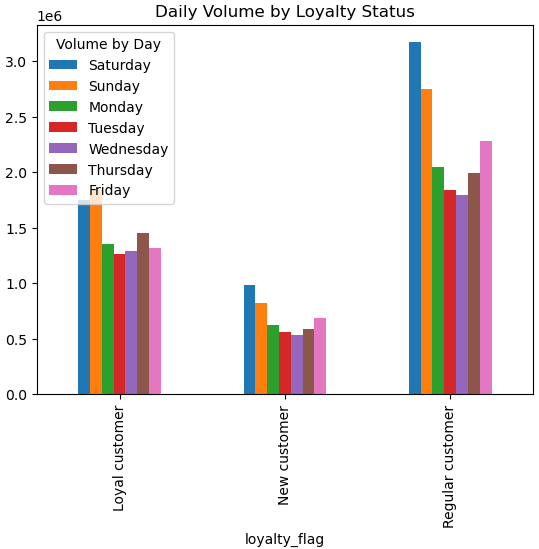 Daily Volume by Loyalty Status
1e6
Volume by Day
Saturday
Sunday
Monday
Tuesday
Wednesday
Thursday
Friday
3.0
2.5
2.0
1.5
1.0
0.5
0.0
Loyal customer
New customer
Regular customer
loyalty_flag